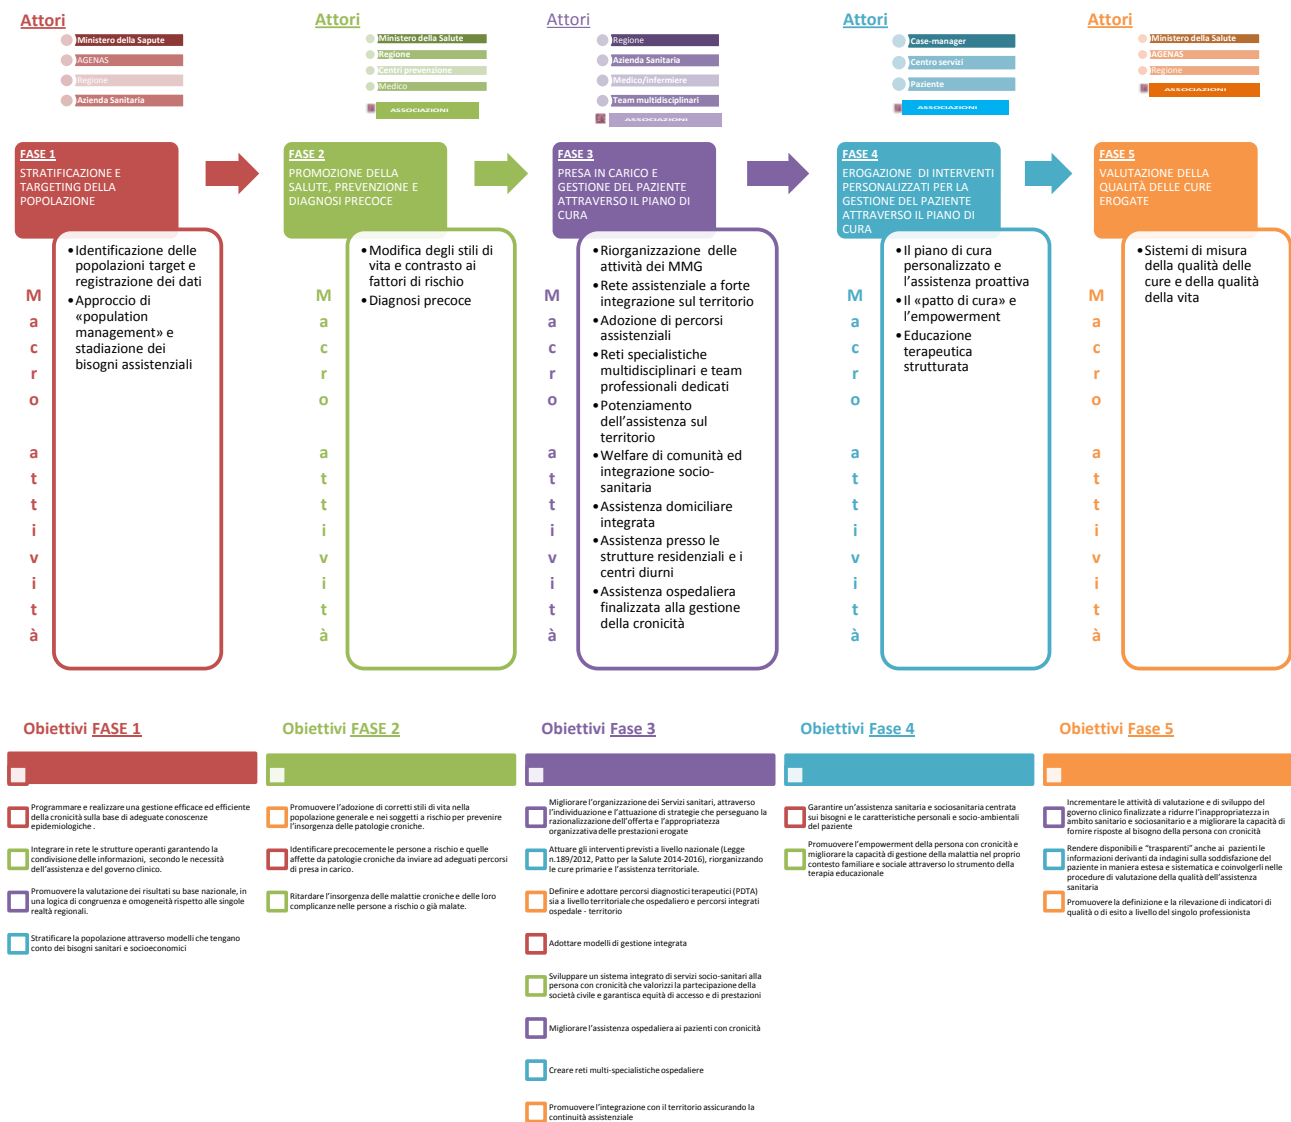 Attori
Ministero della Sapute
AGENAS
Regione
Azienda Sanitaria
Attori
Ministero della Salute
Regione
Centri prevenzione
Medico
ASSOCIAZIONI
Attori
Regione
Azienda Sanitaria
Medico/infermiere
Team multidisciplinari
ASSOCIAZIONI
Attori
Case-manager
Centro servizi
Paziente
ASSOCIAZIONI
Attori
Ministero della Salute
AGENAS
Regione
ASSOCIAZIONI
FASE 1
STRATIFICAZIONE E
TARGETING DELLA
POPOLAZIONE
FASE 2
PROMOZIONE DELLA
SALUTE, PREVENZIONE E
DIAGNOSI PRECOCE
FASE 3
PRESA IN CARICO E
GESTIONE DEL PAZIENTE
ATTRAVERSO IL PIANO DI
CURA
FASE 4
EROGAZIONE DI INTERVENTI
PERSONALIZZATI PER LA
GESTIONE DEL PAZIENTE
ATTRAVERSO IL PIANO DI
CURA
FASE 5
VALUTAZIONE DELLA
QUALITÀ DELLE CURE
EROGATE
Macro attività
•Identificazione delle
popolazioni target e
registrazione dei dati
•Approccio di
«population
management» e
stadiazione dei
bisogni assistenziali
Macro attività
•Modifica degli stili di
vita e contrasto ai
fattori di rischio
•Diagnosi precoce
Macro attività
•Riorganizzazione delle
attività dei MMG
•Rete assistenziale a forte
integrazione sul territorio
•Adozione di percorsi
assistenziali
•Reti specialistiche
multidisciplinari e team
professionali dedicati
•Potenziamento
dell’assistenza sul
territorio
•Welfare di comunità ed
integrazione socio-
sanitaria
•Assistenza domiciliare
integrata
•Assistenza presso le
strutture residenziali e i
centri diurni
•Assistenza ospedaliera
finalizzata alla gestione
della cronicità
Macro attività
•Il piano di cura
personalizzato e
l’assistenza proattiva
•Il «patto di cura» e
l’empowerment
•Educazione
terapeutica
strutturata
Macro attività
•Sistemi di misura
della qualità delle
cure e della qualità
della vita
Obiettivi FASE 1
Programmare e realizzare una gestione efficace ed efficiente
della cronicità sulla base di adeguate conoscenze
epidemiologiche .
Integrare in rete le strutture operanti garantendo la
condivisione delle informazioni, secondo le necessità
dell’assistenza e del governo clinico.
Promuovere la valutazione dei risultati su base nazionale, in
una logica di congruenza e omogeneità rispetto alle singole
realtà regionali.
Stratificare la popolazione attraverso modelli che tengano
conto dei bisogni sanitari e socioeconomici
Obiettivi FASE 2
Promuovere l’adozione di corretti stili di vita nella
popolazione generale e nei soggetti a rischio per prevenire
l’insorgenza delle patologie croniche.
Identificare precocemente le persone a rischio e quelle
affette da patologie croniche da inviare ad adeguati percorsi
di presa in carico.
Ritardare l’insorgenza delle malattie croniche e delle loro
complicanze nelle persone a rischio o già malate.
Obiettivi Fase 3
Migliorare l’organizzazione dei Servizi sanitari, attraverso
l’individuazione e l’attuazione di strategie che perseguano la
razionalizzazione dell’offerta e l’appropriatezza
organizzativa delle prestazioni erogate
Attuare gli interventi previsti a livello nazionale (Legge
n.189/2012, Patto per la Salute 2014-2016), riorganizzando
le cure primarie e l’assistenza territoriale.
Definire e adottare percorsi diagnostici terapeutici (PDTA)
sia a livello territoriale che ospedaliero e percorsi integrati
ospedale - territorio
Adottare modelli di gestione integrata
Sviluppare un sistema integrato di servizi socio-sanitari alla
persona con cronicità che valorizzi la partecipazione della
società civile e garantisca equità di accesso e di prestazioni
Migliorare l’assistenza ospedaliera ai pazienti con cronicità
Creare reti multi-specialistiche ospedaliere
Promuovere l’integrazione con il territorio assicurando la
continuità assistenziale
Obiettivi Fase 4
Garantire un’assistenza sanitaria e sociosanitaria centrata
sui bisogni e le caratteristiche personali e socio-ambientali
del paziente
Promuovere l’empowerment della persona con cronicità e
migliorare la capacità di gestione della malattia nel proprio
contesto familiare e sociale attraverso lo strumento della
terapia educazionale
Obiettivi Fase 5
Incrementare le attività di valutazione e di sviluppo del
governo clinico finalizzate a ridurre l’inappropriatezza in
ambito sanitario e sociosanitario e a migliorare la capacità di
fornire risposte al bisogno della persona con cronicità
Rendere disponibili e “trasparenti” anche ai pazienti le
informazioni derivanti da indagini sulla soddisfazione del
paziente in maniera estesa e sistematica e coinvolgerli nelle
procedure di valutazione della qualità dell’assistenza
sanitaria
Promuovere la definizione e la rilevazione di indicatori di
qualità o di esito a livello del singolo professionista